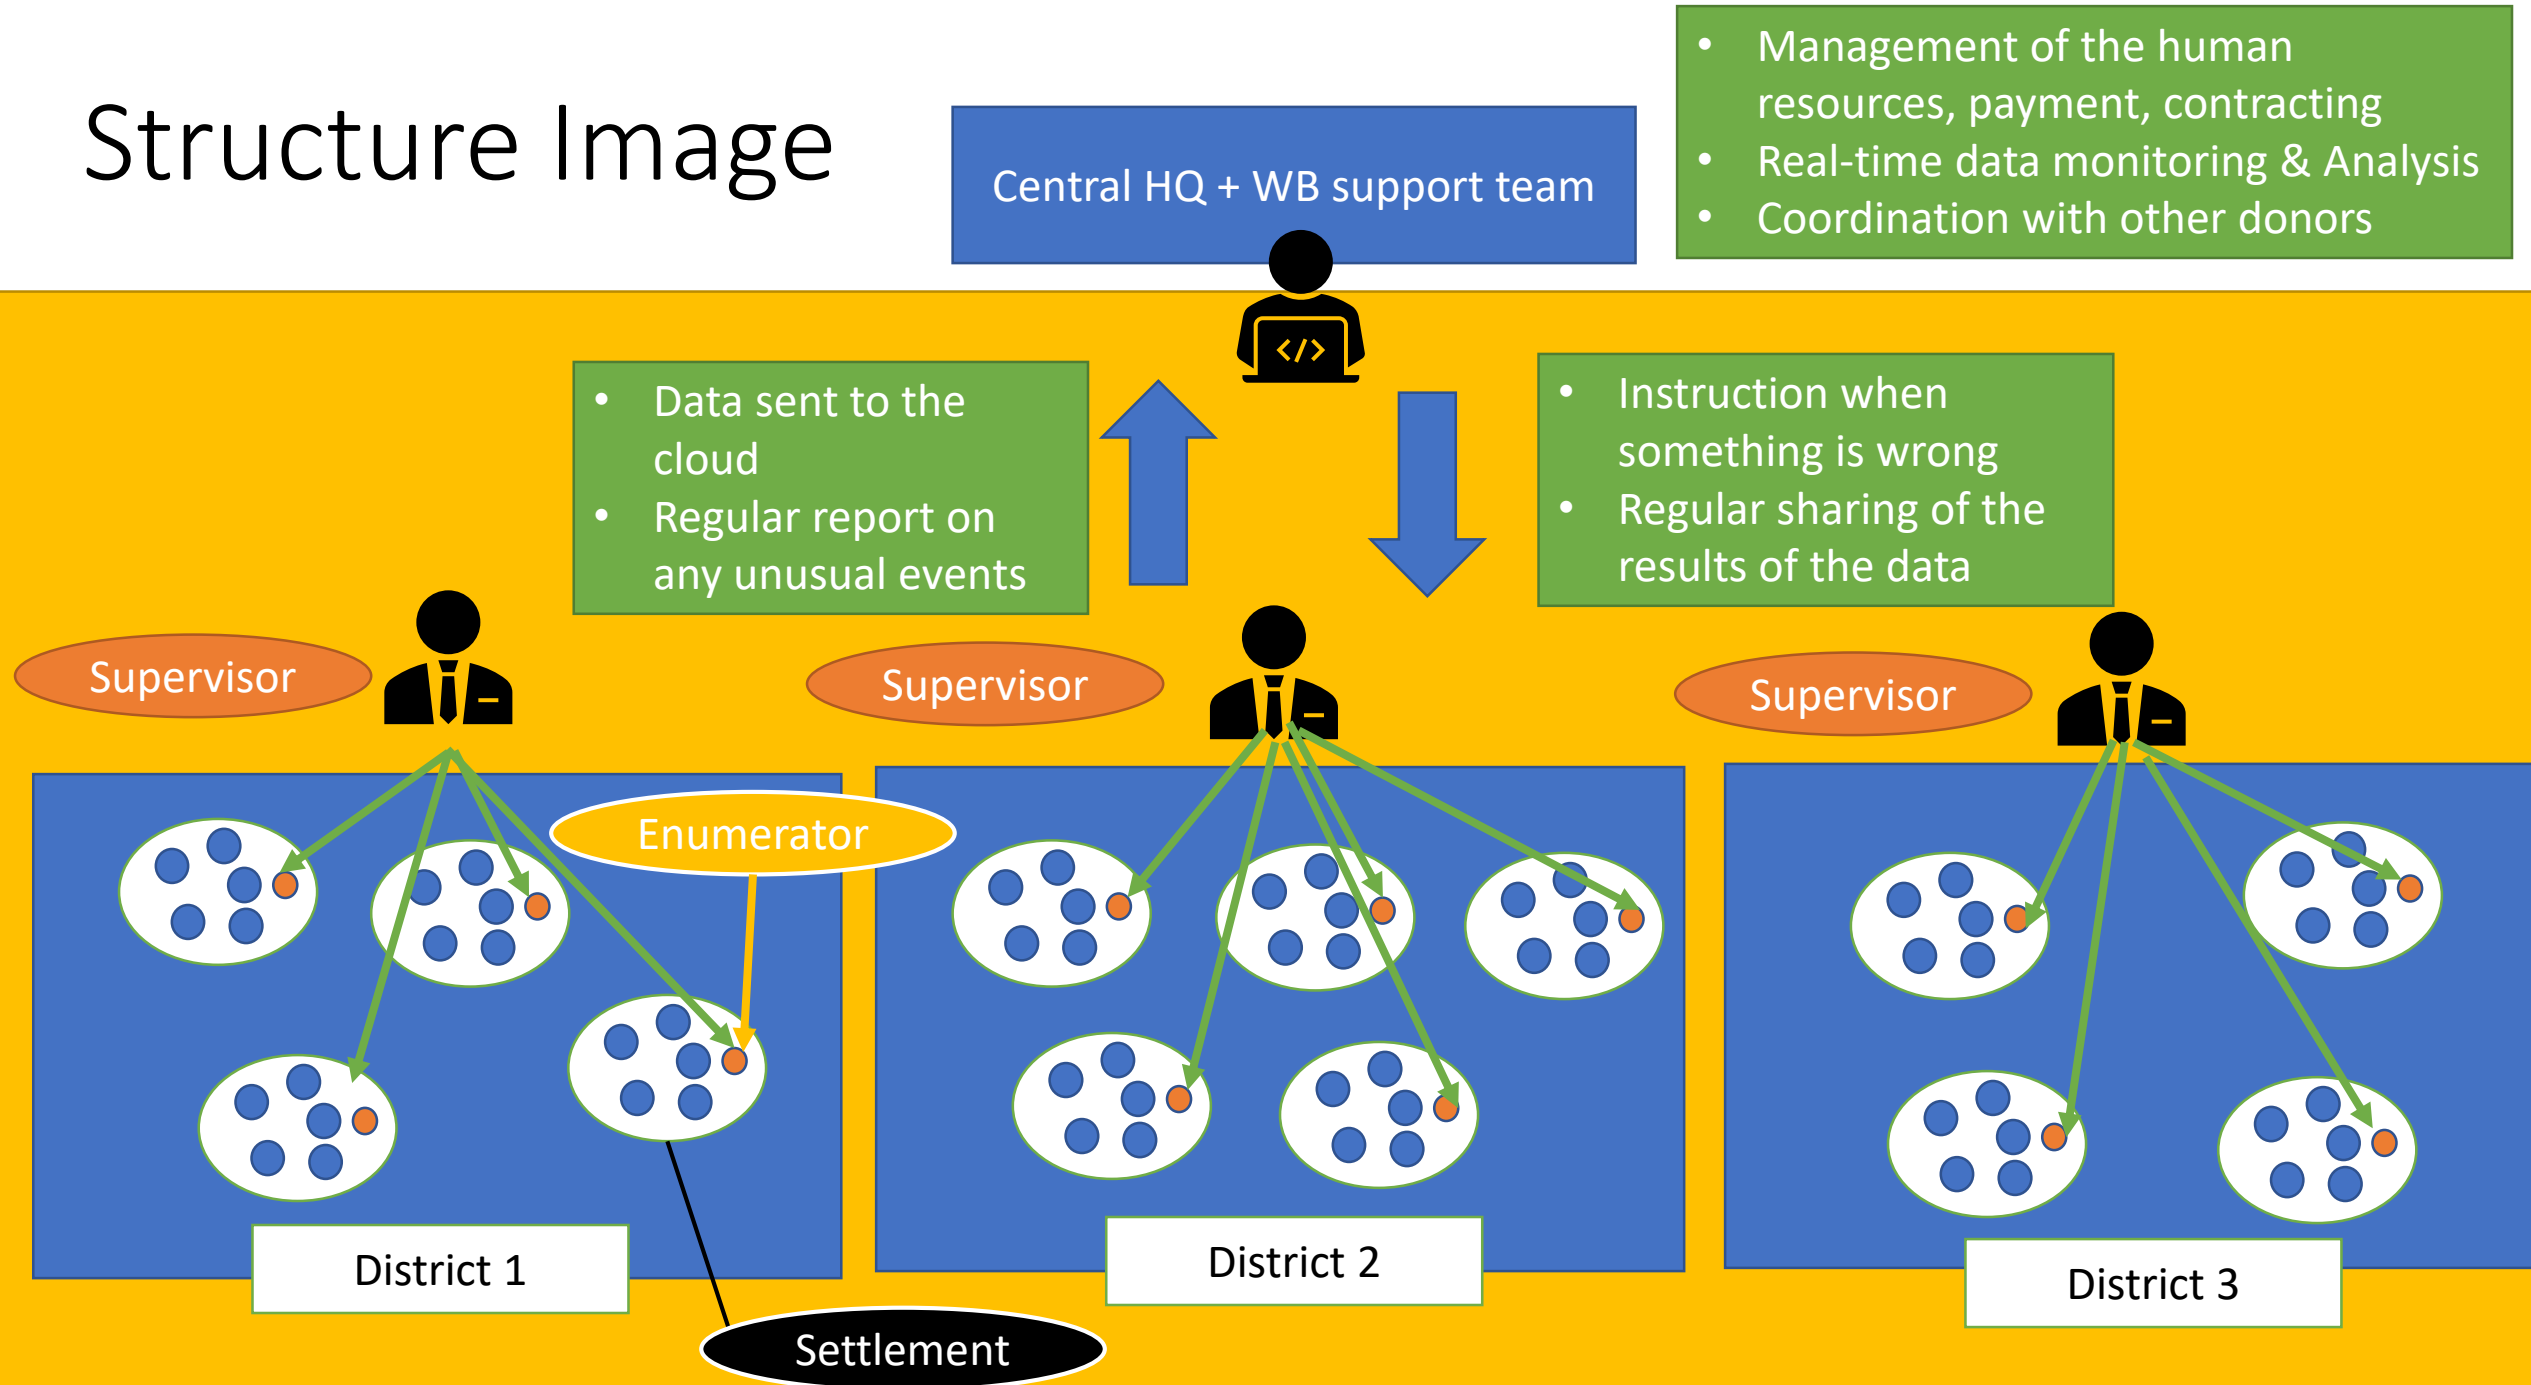 Structure Image
Central HQ + WB support team
• Management of the human
resources, payment, contracting
• Real-time data monitoring & Analysis
• Coordination with other donors
</>
• Data sent to the
cloud
• Regular report on
any unusual events
• Instruction when
something is wrong
• Regular sharing of the
results of the data
Supervisor
Supervisor
Supervisor
Enumerator
District 1
District 2
District 3
Settlement